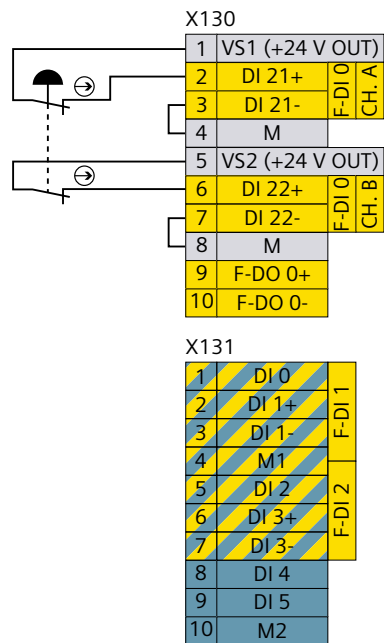 X130
1 VS1 (+24 V OUT)
2 DI 21+
3 DI 21-
F-DI 0
CH. A
4 M
5 VS2 (+24 V OUT)
6 DI 22+
7 DI 22-
F-DI 0
CH. B
8 M
9 F-DO 0+
10 F-DO 0-
X131
1 DI 0
2 DI 1+
3 DI 1-
4 M1
F-DI 1
5 DI 2
6 DI 3+
7 DI 3-
F-DI 2
8 DI 4
9 DI 5
10 M2